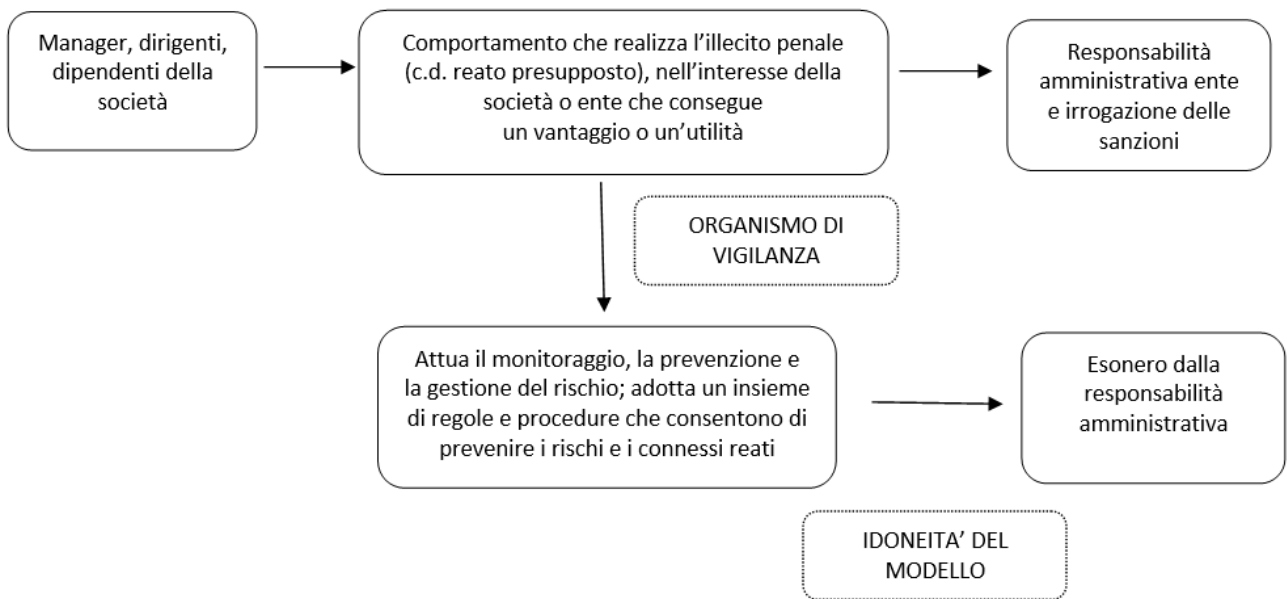 Manager, dirigenti,
dipendenti della
società
Comportamento che realizza l’illecito penale
(c.d. reato presupposto), nell’interesse della
società o ente che consegue
un vantaggio o un’utilità
Responsabilità
amministrativa ente
e irrogazione delle
sanzioni
ORGANISMO DI
VIGILANZA
Attua il monitoraggio, la prevenzione e
la gestione del rischio; adotta un insieme
di regole e procedure che consentono di
prevenire i rischi e i connessi reati
Esonero dalla
responsabilità
amministrativa
IDONEITA’ DEL
MODELLO